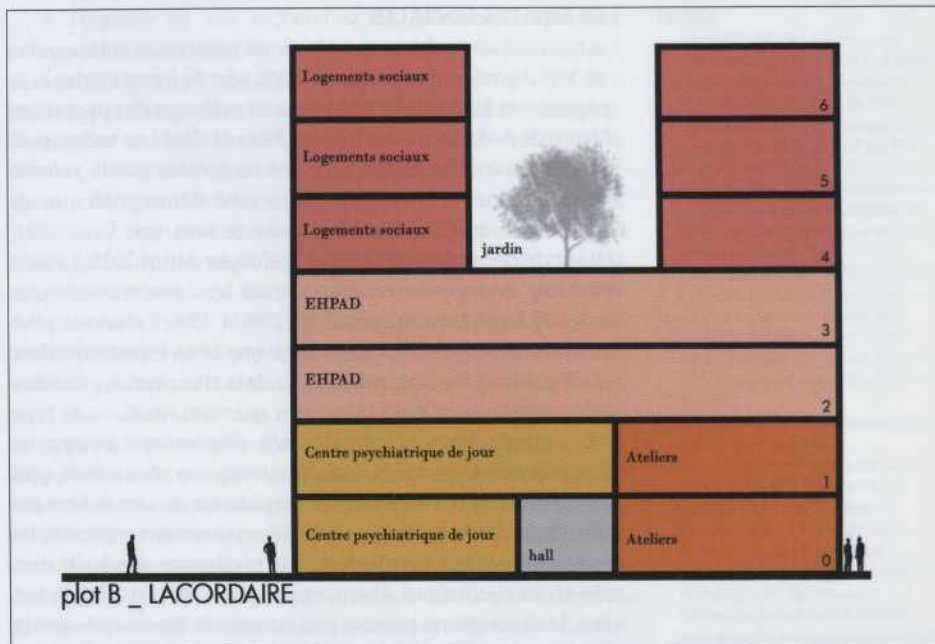 Logements sociaux
6
Logements sociaux
5
Logements sociaux
jardin
4
EHPAD
3
EHPAD
2
Centre psychiatrique de jour
Ateliers
1
Centre psychiatrique de jour
hall
Ateliers
0
plot B _ LACORDAIRE